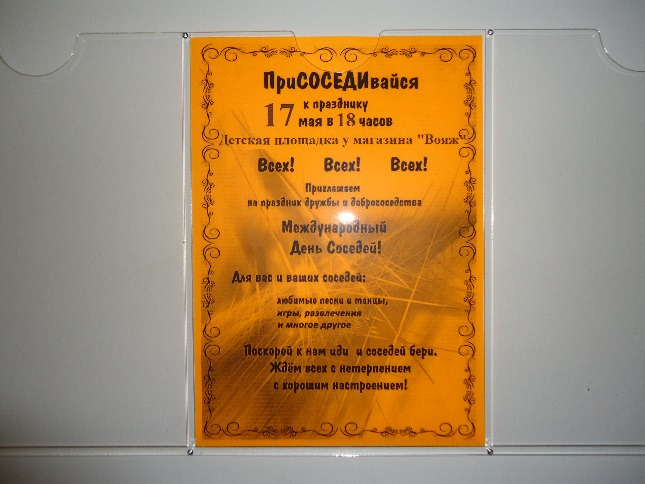 ПриСОСЕДИвайся
17 к празднику
мая в 18 часов
Детская площадка у магазина "Вояж"
Всех! Всех! Всех!
Приглашаем
на праздник дружбы и добрососедства
Международный
День Соседей!
Для вас и ваших соседей:
любимые песни и танцы,
игры, развлечения
и многое другое
Поскорей к нам иди и соседей бери.
Ждём всех с нетерпением
с хорошим настроением!